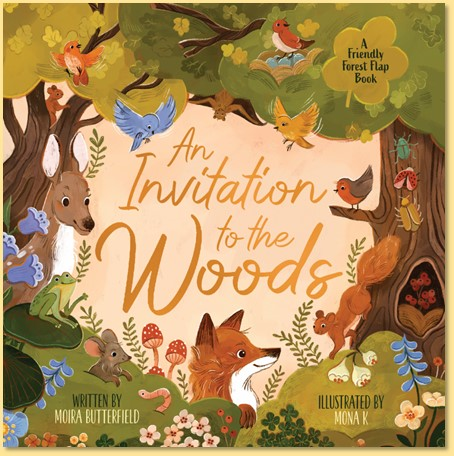 A
Friendly
Forest Flap
Book
An
Invitation
to the
Woods
WRITTEN BY
MOIRA BUTTERFIELD
ILLUSTRATED BY
MONA K